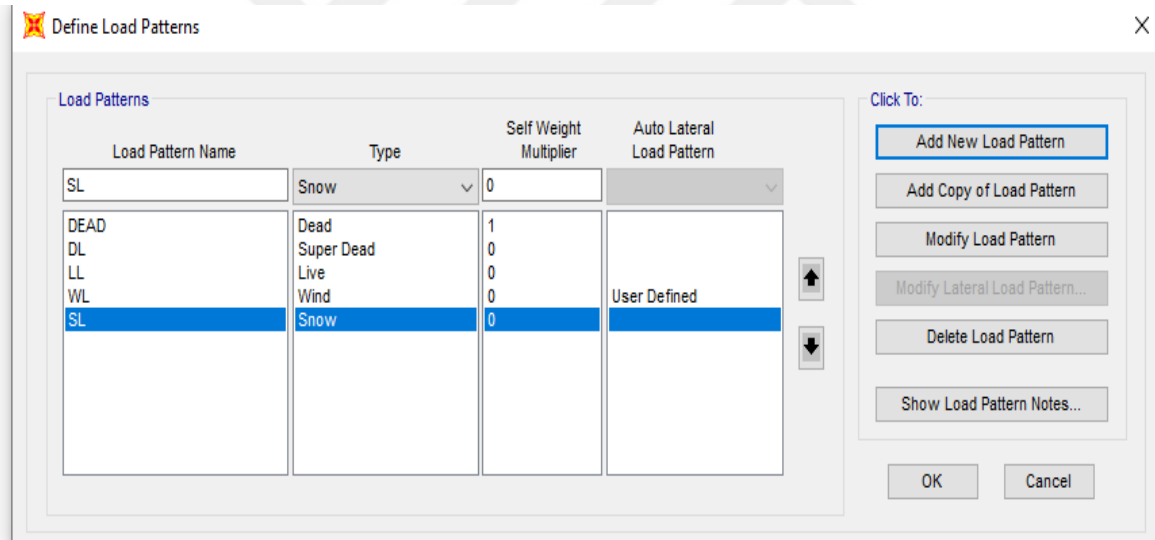 Define Load Patterns
Load Patterns
Click To:
Load Pattern Name Type Self Weight Multiplier Auto Lateral Load Pattern
SL Snow 0
DEAD Dead 1
DL Super Dead 0
LL Live 0
WL Wind 0 User Defined
SL Snow 0
Add New Load Pattern
Add Copy of Load Pattern
Modify Load Pattern
Modify Lateral Load Pattern...
Delete Load Pattern
Show Load Pattern Notes...
OK Cancel